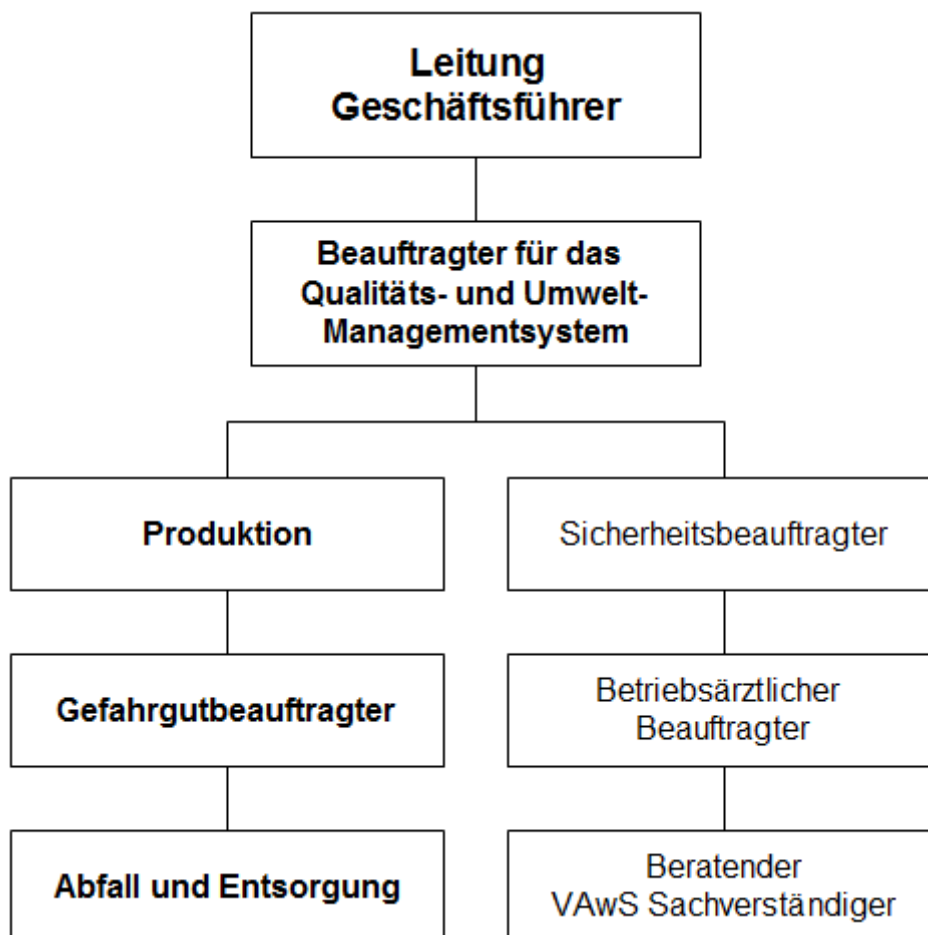 Leitung
Geschäftsführer
Beauftragter für das
Qualitäts- und Umwelt-
Managementsystem
Produktion
Sicherheitsbeauftragter
Gefahrgutbeauftragter
Betriebsärztlicher
Beauftragter
Abfall und Entsorgung
Beratender
VAwS Sachverständiger